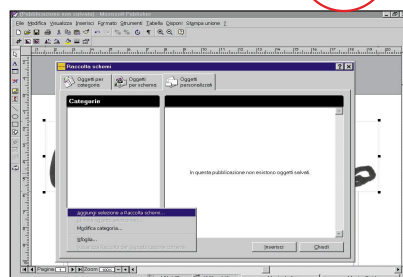 [Pubblicazione non salvata] - Microsoft Publisher
File Modifica Visualizza Inserisci Formato Strumenti Tabella Disponi Stampa unione ?
Raccolta schemi
Oggetti per categoria
Oggetti per schema
Oggetti personalizzati
Categorie
In questa pubblicazione non esistono oggetti salvati.
Aggiungi selezione a Raccolta schemi...
Modifica categoria...
Sfoglia...
Inserisci
Chiudi
Pagina
Zoom